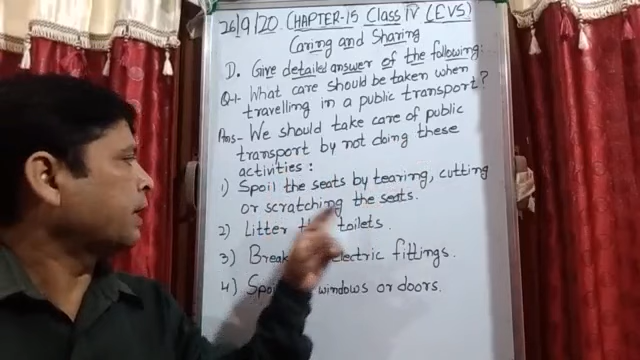 26/9/20. CHAPTER-15 Class IV (EVS)
Caring and Sharing
D. Give detailed answer of the following:
Q-1. What care should be taken when
travelling in a public transport?
Ans- We should take care of public
transport by not doing these
activities :
1) Spoil the seats by tearing, cutting
or scratching the seats.
2) Litter toilets.
3) Break electric fittings.
4) windows or doors.